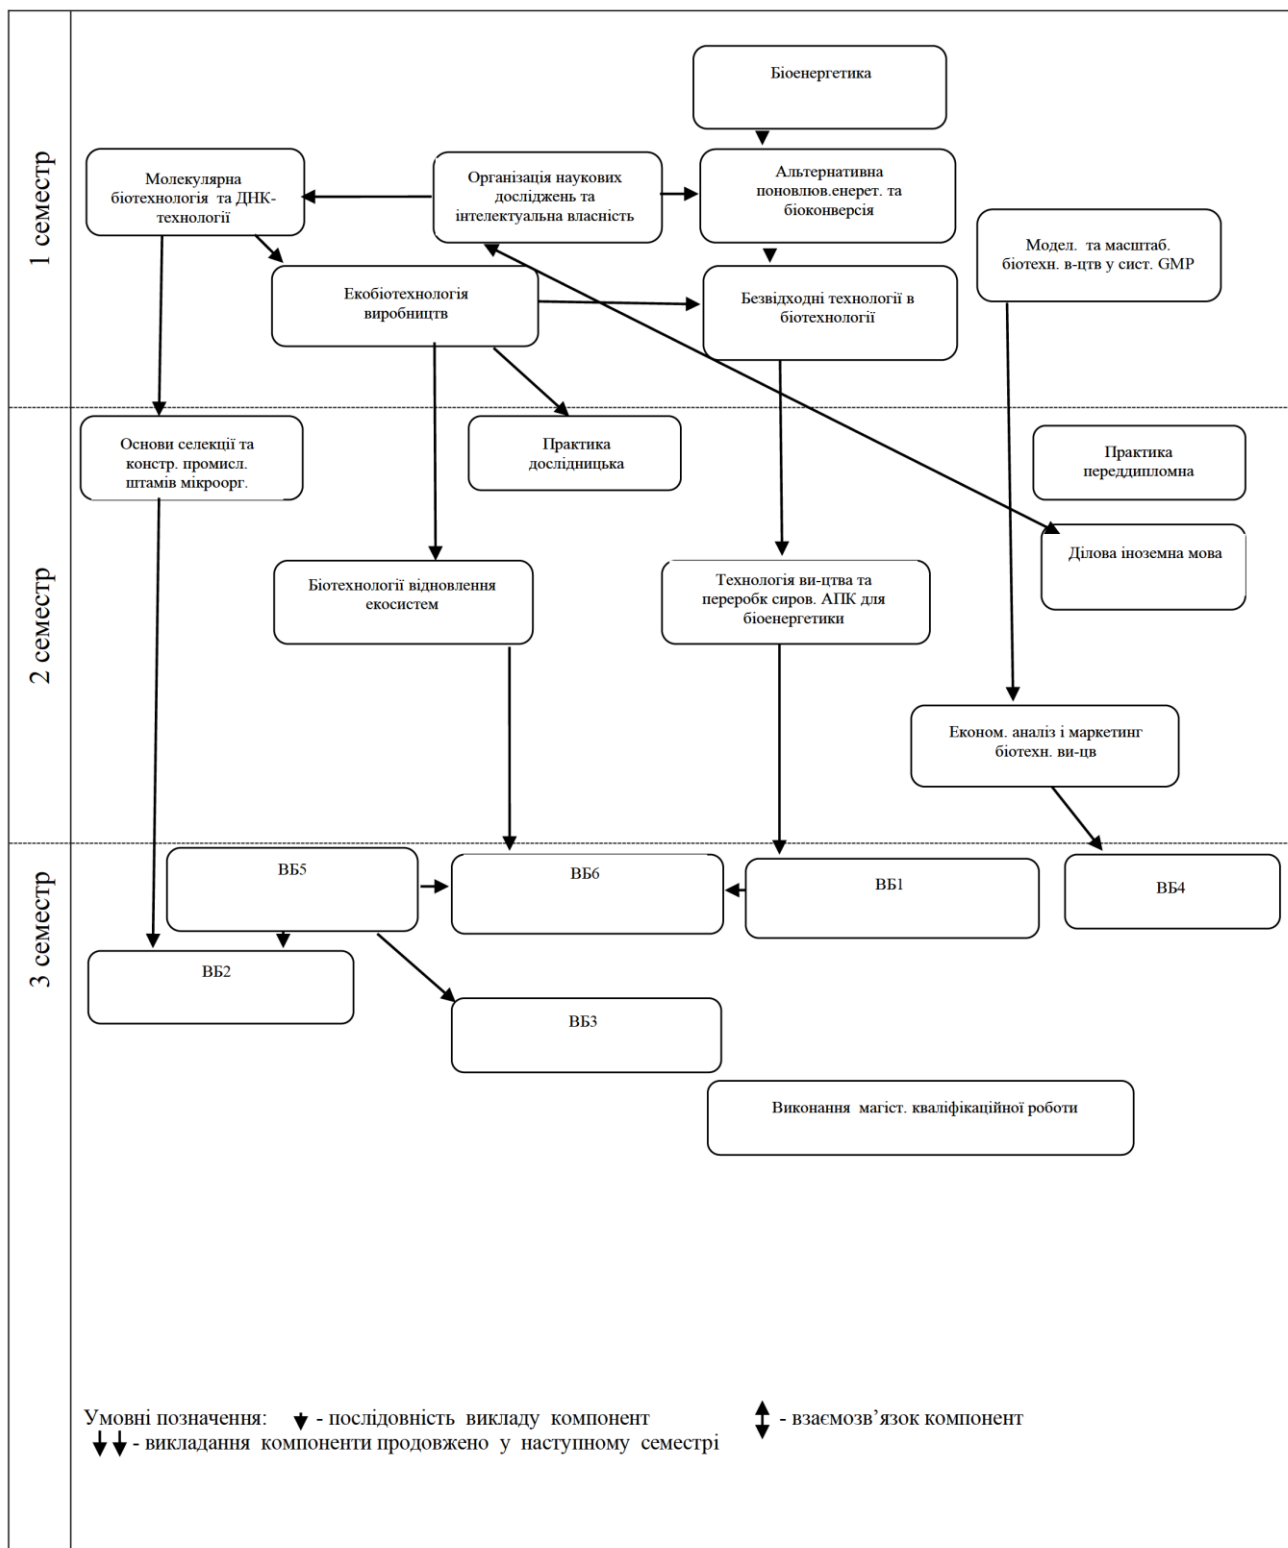 1 семестр
Біоенергетика
Молекулярна
біотехнологія та ДНК-
технології
Організація наукових
досліджень та
інтелектуальна власність
Альтернативна
поновлюв.енерет. та
біоконверсія
Модел. та масштаб.
біотехн. в-цтв у сист. GMP
Екобіотехнологія
виробництв
Безвідходні технології в
біотехнології
2 семестр
Основи селекції та
констр. промисл.
штамів мікроорг.
Практика
дослідницька
Практика
переддипломна
Ділова іноземна мова
Біотехнології відновлення
екосистем
Технологія ви-цтва та
переробк сиров. АПК для
біоенергетики
Економ. аналіз і маркетинг
біотехн. ви-цв
3 семестр
ВБ5
ВБ6
ВБ1
ВБ4
ВБ2
ВБ3
Виконання магіст. кваліфікаційної роботи
Умовні позначення: - послідовність викладу компонент - взаємозв’язок компонент
- викладання компоненти продовжено у наступному семестрі